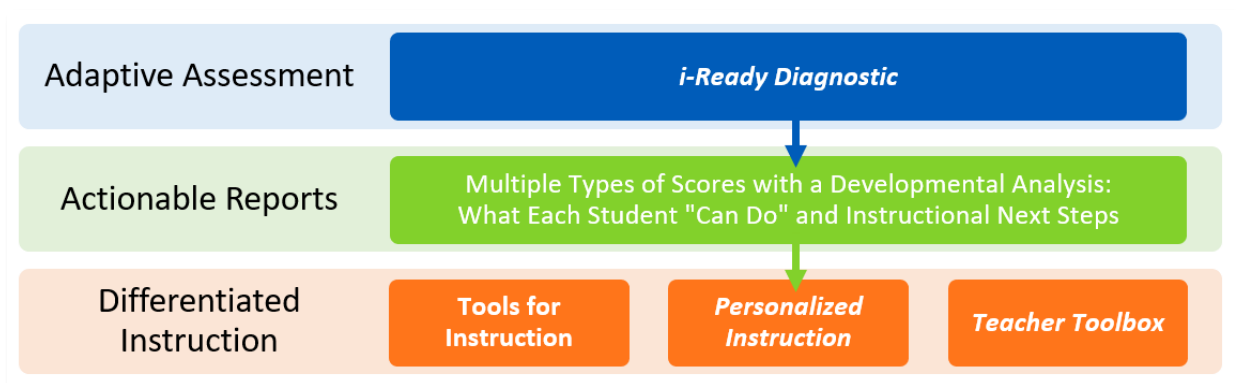 Adaptive Assessment
i-Ready Diagnostic
Actionable Reports
Multiple Types of Scores with a Developmental Analysis:
What Each Student "Can Do" and Instructional Next Steps
Differentiated
Instruction
Tools for
Instruction
Personalized
Instruction
Teacher Toolbox